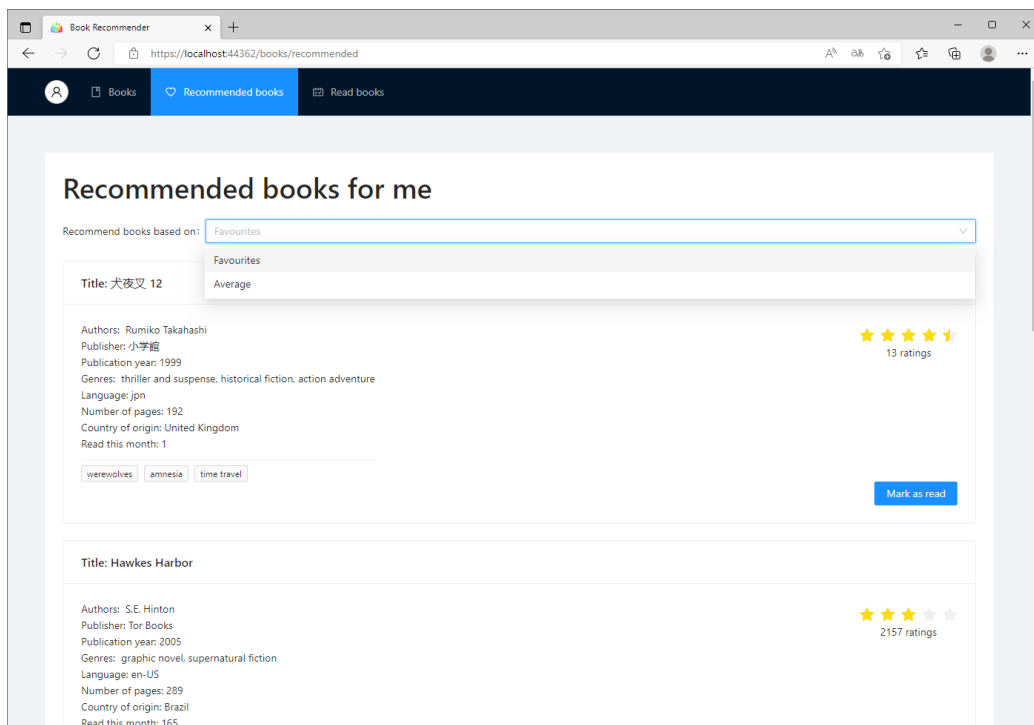 Book Recommender
https://localhost:44362/books/recommended
Books
Recommended books
Read books
Recommended books for me
Recommend books based on:
Favourites
Favourites
Average
Title: 犬夜叉 12
Authors: Rumiko Takahashi
Publisher: 小学館
Publication year: 1999
Genres: thriller and suspense, historical fiction, action adventure
Language: jpn
Number of pages: 192
Country of origin: United Kingdom
Read this month: 1
13 ratings
werewolves
amnesia
time travel
Mark as read
Title: Hawkes Harbor
Authors: S.E. Hinton
Publisher: Tor Books
Publication year: 2005
Genres: graphic novel, supernatural fiction
Language: en-US
Number of pages: 289
Country of origin: Brazil
Read this month: 165
2157 ratings